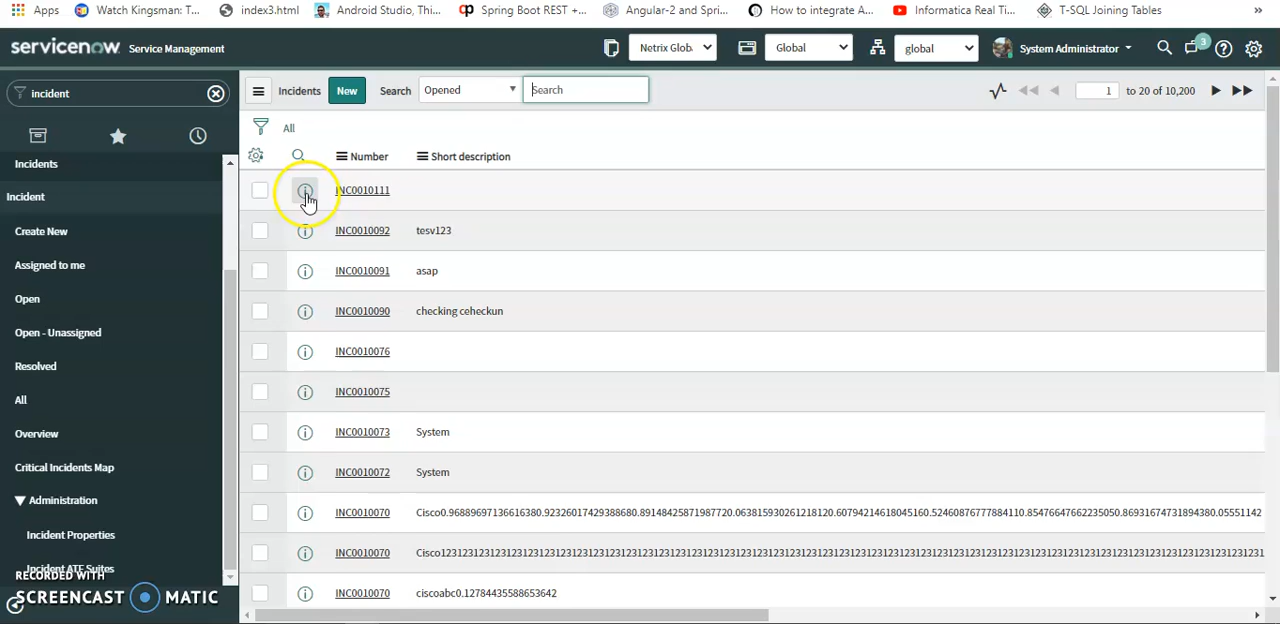 Apps Watch Kingsman: T... index3.html Android Studio, Thi... Spring Boot REST +... Angular-2 and Spri... How to integrate A... Informatica Real Ti... T-SQL Joining Tables »
servicenow Service Management Netrix Glob. Global global System Administrator 3
incident
Incidents New Search Opened Search 1 to 20 of 10,200
All
Number Short description
Incidents
Incident
Create New
Assigned to me
Open
Open - Unassigned
Resolved
All
Overview
Critical Incidents Map
Administration
Incident Properties
Incident ATF Suites
INC0010111
INC0010092 tesv123
INC0010091 asap
INC0010090 checking ceheckun
INC0010076
INC0010075
INC0010073 System
INC0010072 System
INC0010070
INC0010070
INC0010070 ciscoabc0.12784435588653642
RECORDED WITH
SCREENCAST MATIC